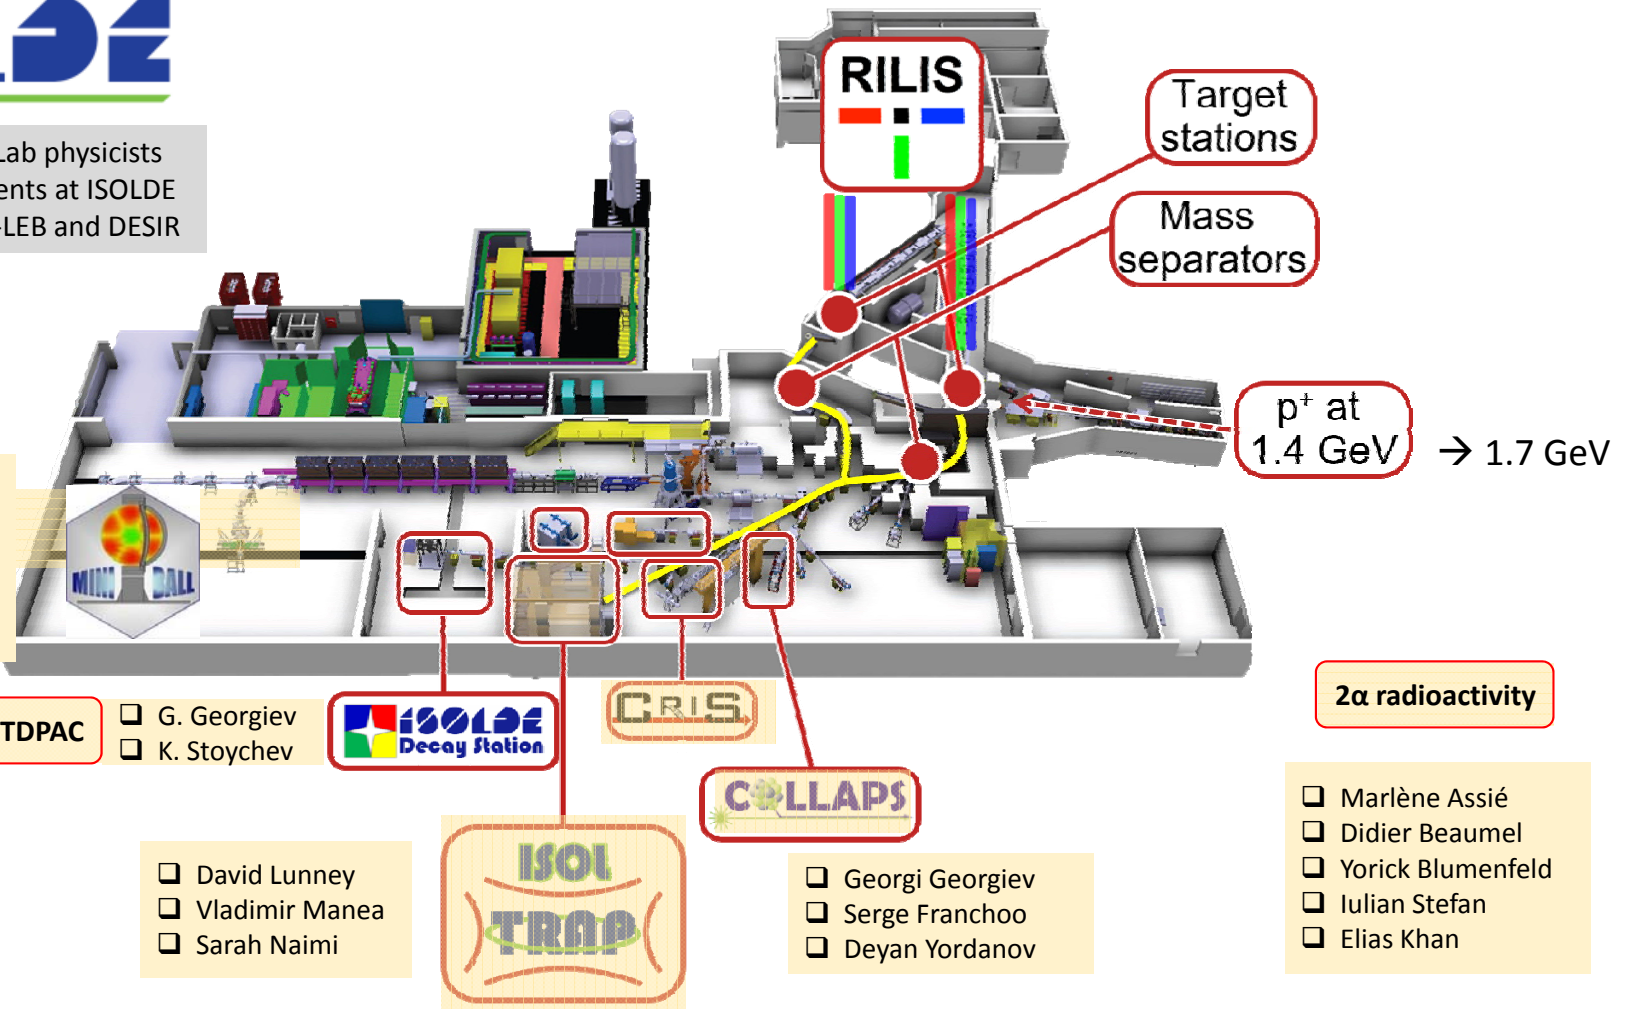 LDE
Lab physicists
ents at ISOLDE
-LEB and DESIR
RILIS
Target
stations
Mass
separators
p⁺ at
1.4 GeV
→ 1.7 GeV
MINI BALL
TDPAC
❑ G. Georgiev
❑ K. Stoychev
ISOLDE
Decay Station
CRIS
COLLAPS
2α radioactivity
❑ David Lunney
❑ Vladimir Manea
❑ Sarah Naimi
ISOL
TRAP
❑ Georgi Georgiev
❑ Serge Franchoo
❑ Deyan Yordanov
❑ Marlène Assié
❑ Didier Beaumel
❑ Yorick Blumenfeld
❑ Iulian Stefan
❑ Elias Khan